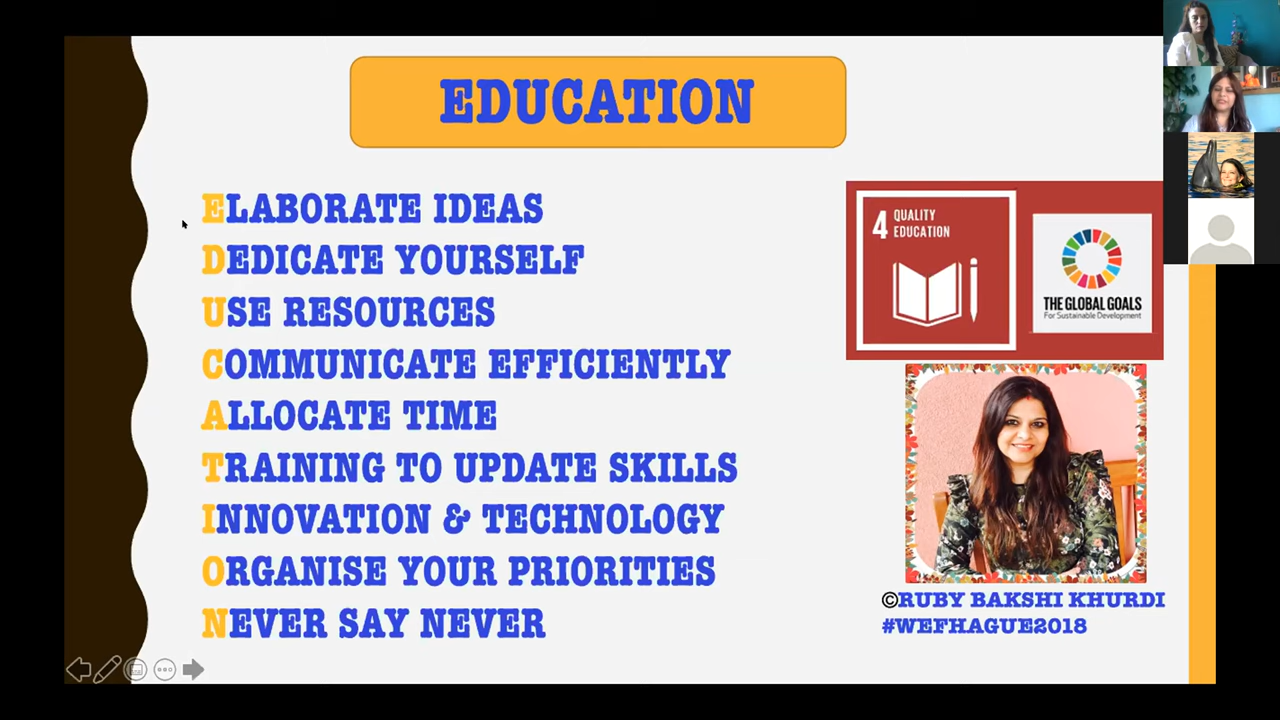 EDUCATION
ELABORATE IDEAS
DEDICATE YOURSELF
USE RESOURCES
COMMUNICATE EFFICIENTLY
ALLOCATE TIME
TRAINING TO UPDATE SKILLS
INNOVATION & TECHNOLOGY
ORGANISE YOUR PRIORITIES
NEVER SAY NEVER
4 QUALITY
EDUCATION
THE GLOBAL GOALS
For Sustainable Development
©RUBY BAKSHI KHURDI
#WEFHAGUE2018